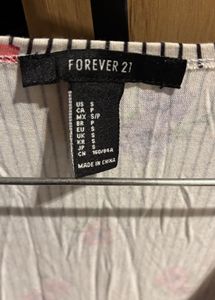 FOREVER 21
US S
CA P
MX S/P
BR P
EU S
UK S
KR S
JP S
CN 160/84A
MADE IN CHINA